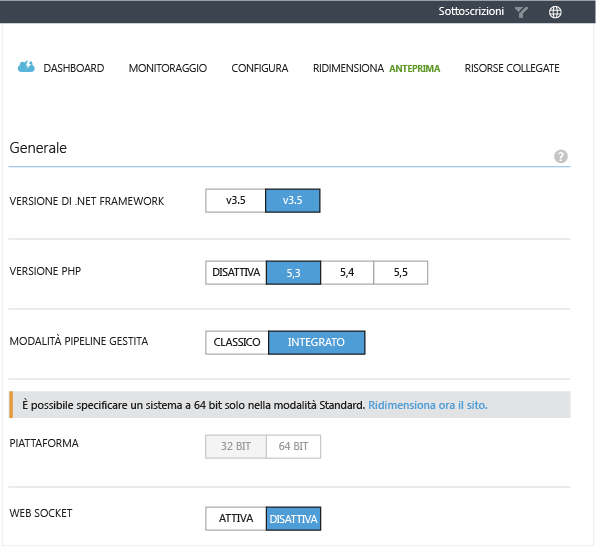 Sottoscrizioni
DASHBOARD MONITORAGGIO CONFIGURA RIDIMENSIONA ANTEPRIMA RISORSE COLLEGATE
Generale
?
VERSIONE DI .NET FRAMEWORK v3.5 v3.5
VERSIONE PHP DISATTIVA 5,3 5,4 5,5
MODALITÀ PIPELINE GESTITA CLASSICO INTEGRATO
È possibile specificare un sistema a 64 bit solo nella modalità Standard. Ridimensiona ora il sito.
PIATTAFORMA 32 BIT 64 BIT
WEB SOCKET ATTIVA DISATTIVA